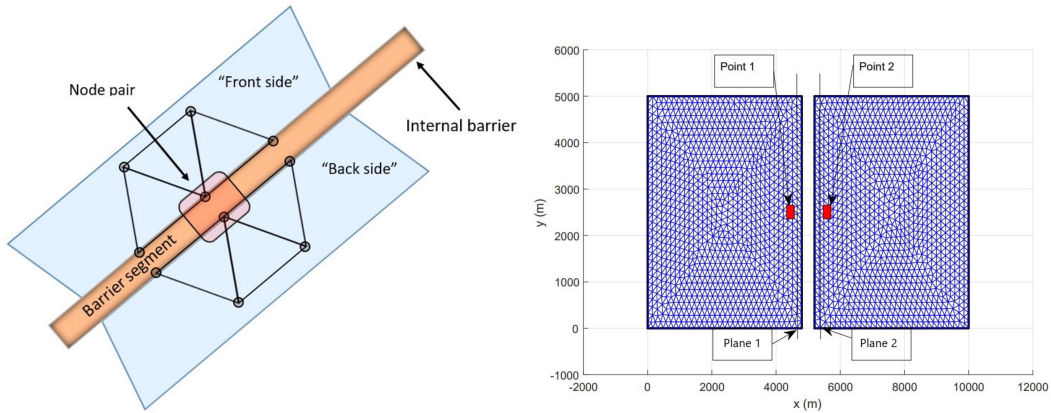 "Front side"
Node pair
Internal barrier
"Back side"
Barrier segment
6000
5000
4000
3000
2000
1000
0
-1000
y (m)
Point 1
Point 2
Plane 1
Plane 2
-2000 0 2000 4000 6000 8000 10000 12000
x (m)